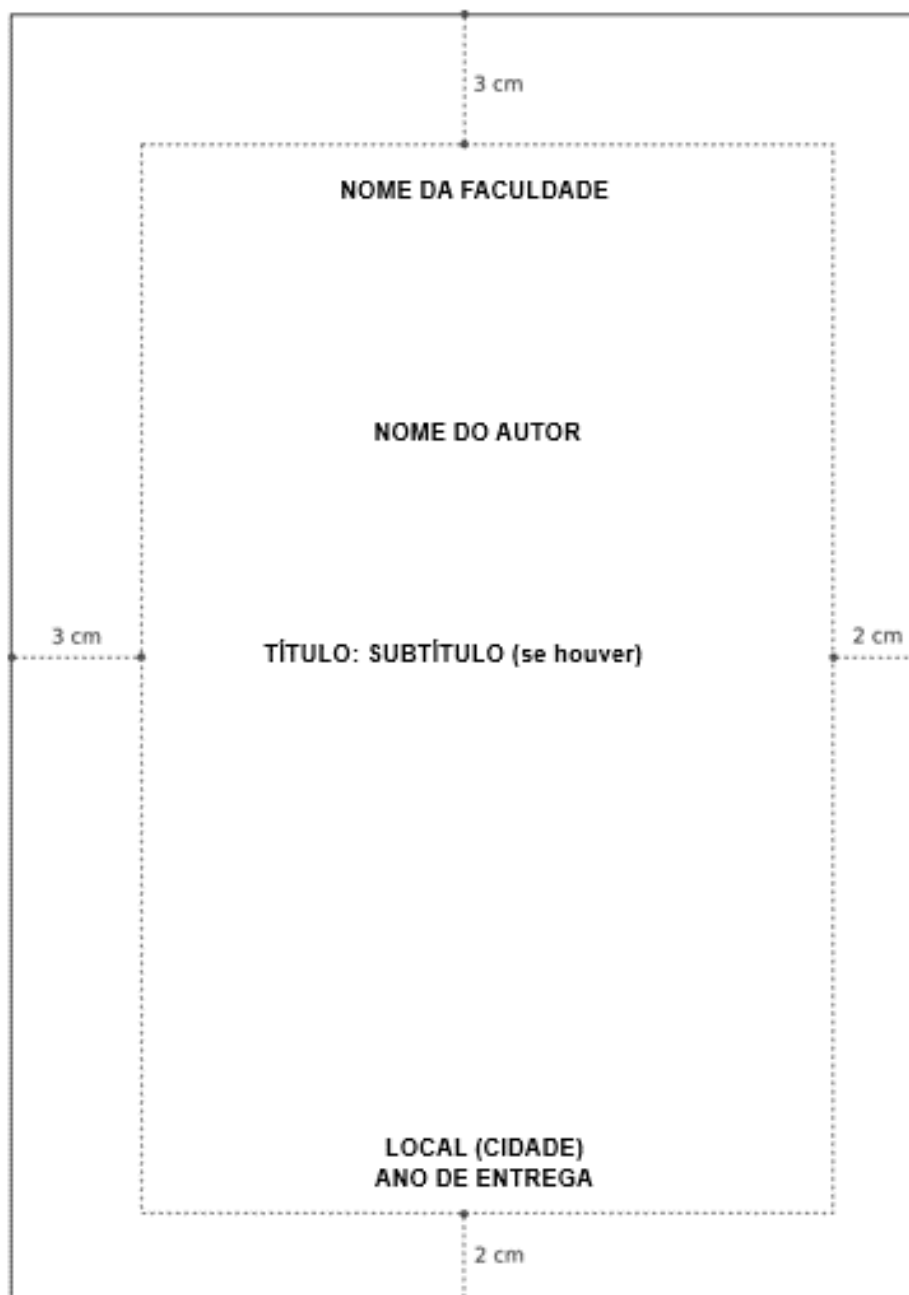 3 cm
NOME DA FACULDADE
NOME DO AUTOR
3 cm
TÍTULO: SUBTÍTULO (se houver)
2 cm
LOCAL (CIDADE)
ANO DE ENTREGA
2 cm